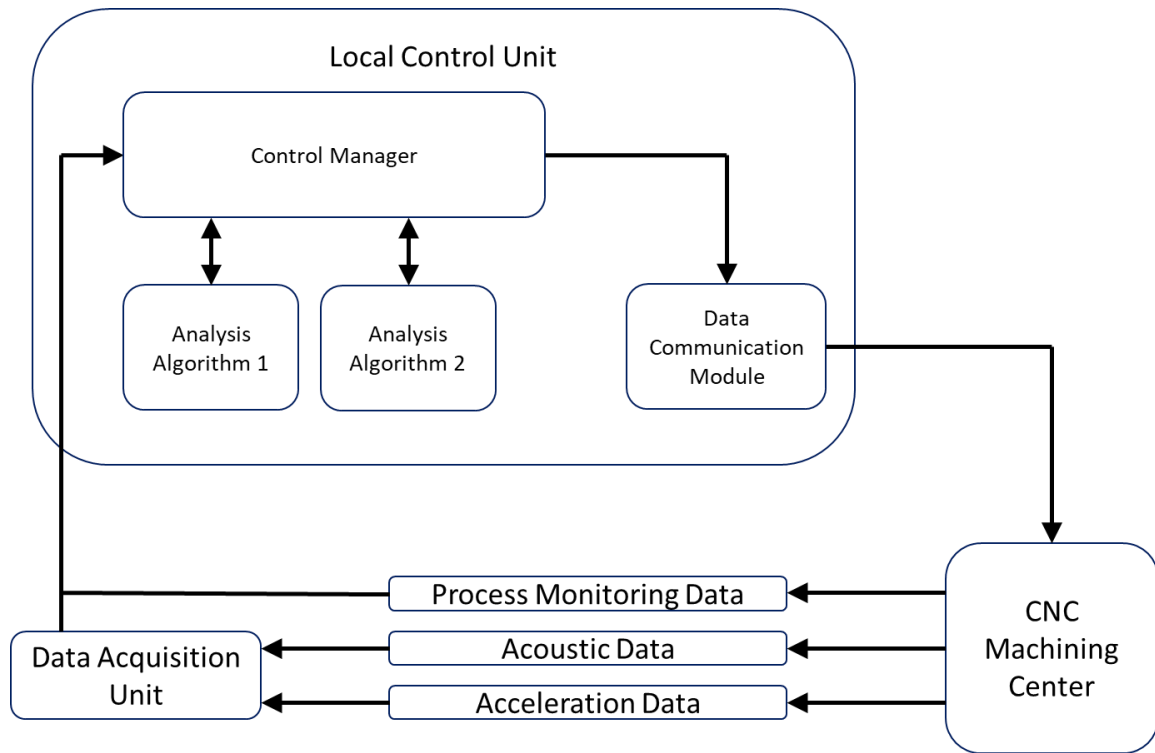 Local Control Unit
Control Manager
Analysis
Algorithm 1
Analysis
Algorithm 2
Data
Communication
Module
Process Monitoring Data
Acoustic Data
Acceleration Data
Data Acquisition
Unit
CNC
Machining
Center